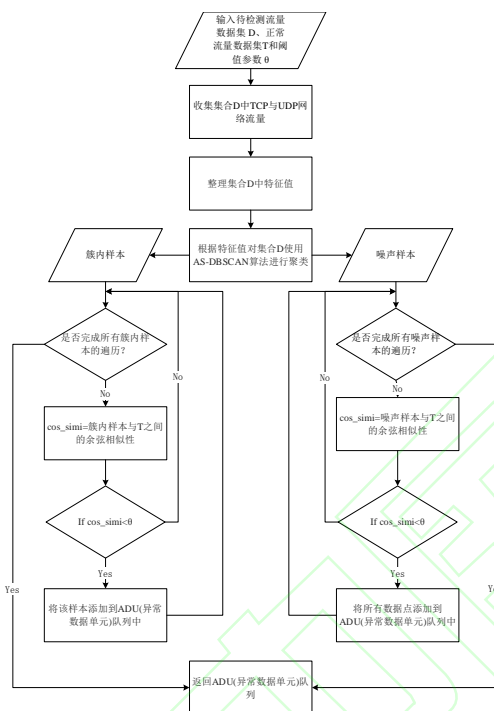 输入待检测流量
数据集 D、正常
流量数据集T和阈
值参数 θ
收集集合D中TCP与UDP网
络流量
整理集合D中特征值
簇内样本
根据特征值对集合D使用
AS-DBSCAN算法进行聚类
噪声样本
是否完成所有簇内样
本的遍历？
是否完成所有噪声样
本的遍历？
No
No
No
No
cos_simi=簇内样本与T之间
的余弦相似性
cos_simi=噪声样本与T之间
的余弦相似性
If cos_simi<θ
If cos_simi<θ
Yes
Yes
Yes
将该样本添加到ADU(异常
数据单元)队列中
将所有数据点添加到
ADU(异常数据单元)队列中
返回ADU(异常数据单元)队
列